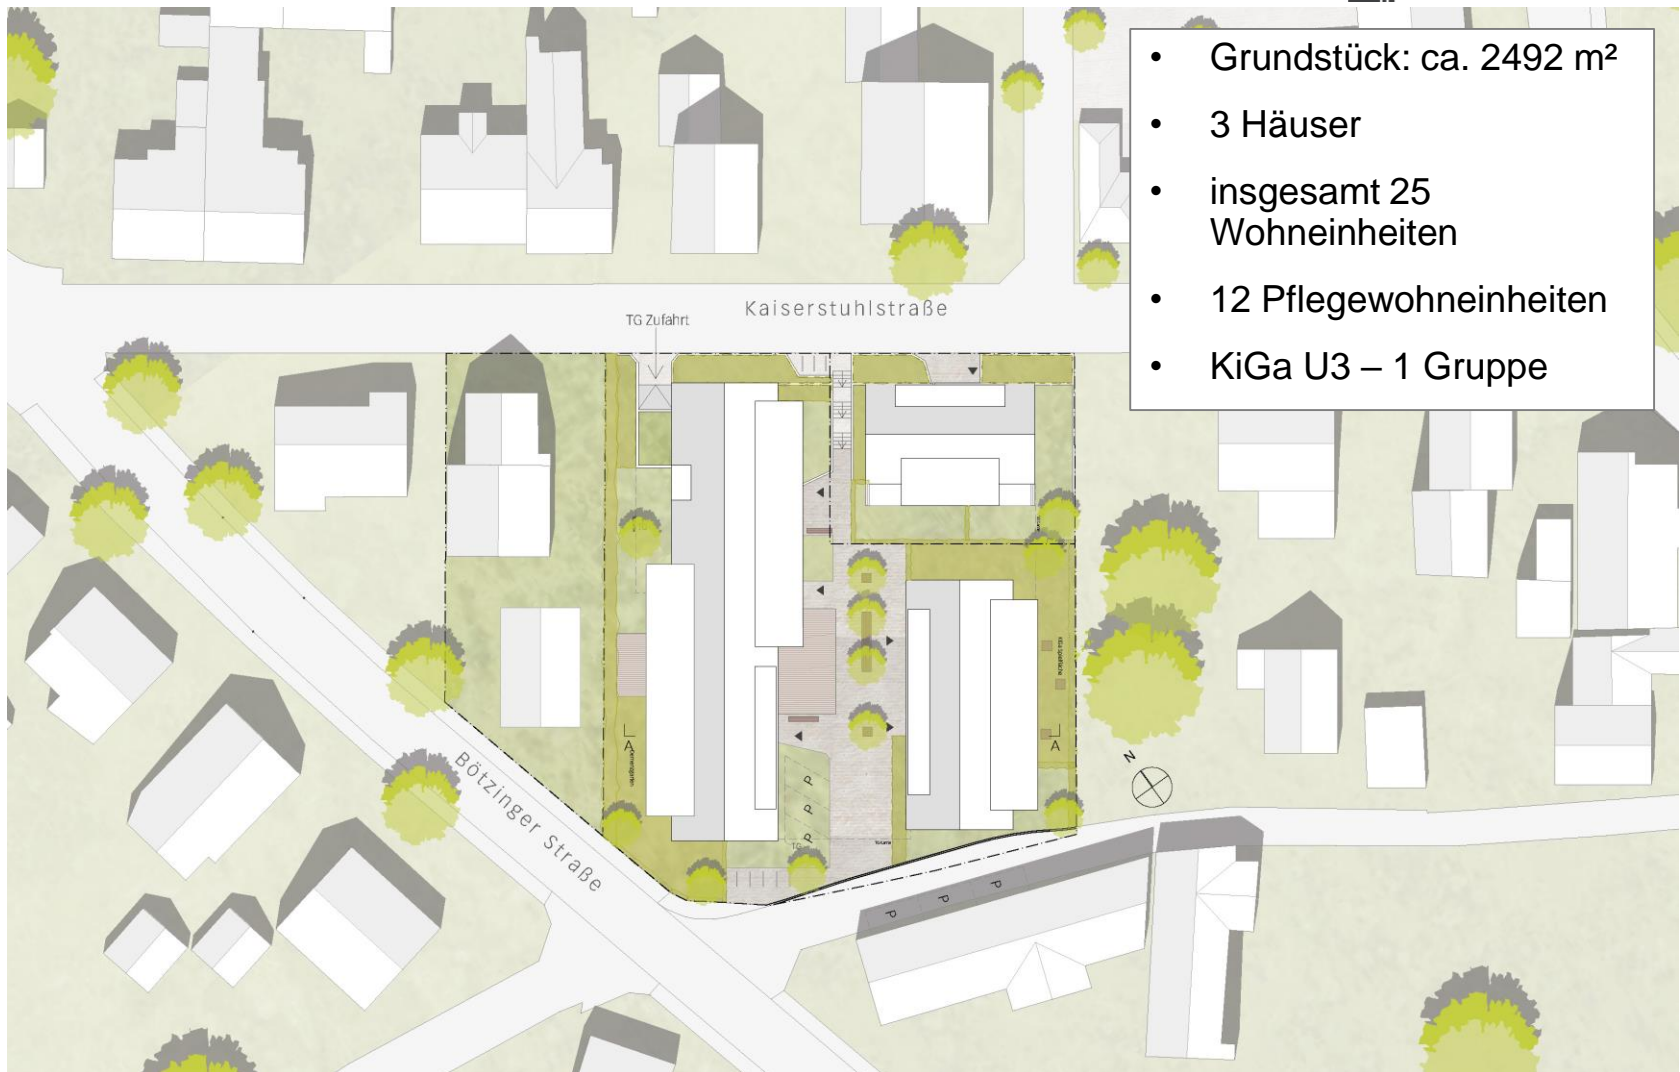 • Grundstück: ca. 2492 m²
• 3 Häuser
• insgesamt 25
Wohneinheiten
• 12 Pflegewohneinheiten
• KiGa U3 – 1 Gruppe
Kaiserstuhlstraße
TG Zufahrt
N
A
A
P
P
P
TG
Bötzinger Straße
P
P
P